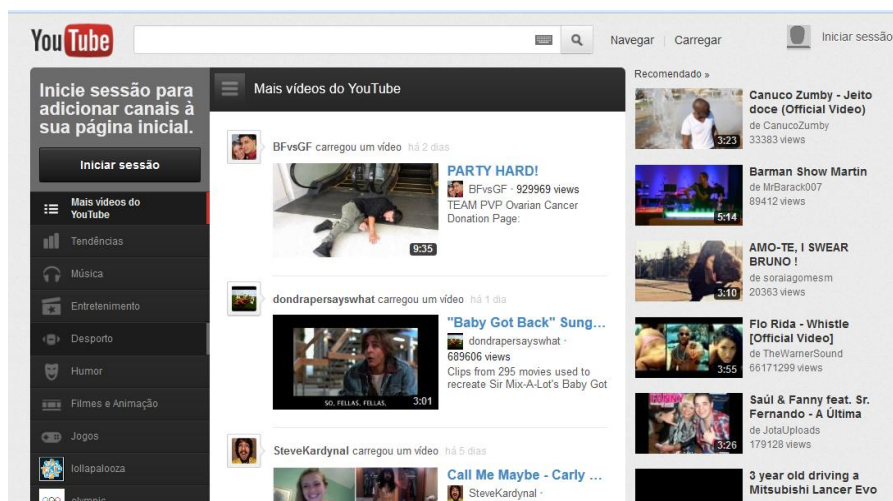 YouTube
Navegar
Carregar
Iniciar sessão
Inicie sessão para
adicionar canais à
sua página inicial.
Iniciar sessão
Mais videos do
YouTube
Tendências
Música
Entretenimento
Desporto
Humor
Filmes e Animação
Jogos
lollapalooza
Mais vídeos do YouTube
BFvsGF carregou um vídeo há 2 dias
9:35
PARTY HARD!
BFvsGF · 929969 views
TEAM PVP Ovarian Cancer
Donation Page:
dondrapersayswhat carregou um vídeo há 1 dia
SO, FELLAS, FELLAS,
3:01
"Baby Got Back" Sung...
dondrapersayswhat ·
689606 views
Clips from 295 movies used to
recreate Sir Mix-A-Lot's Baby Got
SteveKardynal carregou um vídeo há 5 dias
Call Me Maybe - Carly ...
SteveKardynal ·
Recomendado »
3:23
Canuco Zumby - Jeito
doce (Official Video)
de CanucoZumby
33383 views
5:14
Barman Show Martin
de MrBarack007
89412 views
3:10
AMO-TE, I SWEAR
BRUNO !
de soraiagomesm
20363 views
3:55
Flo Rida - Whistle
[Official Video]
de TheWarnerSound
66171299 views
3:26
Saúl & Fanny feat. Sr.
Fernando - A Última
de JotaUploads
179128 views
3 year old driving a
Mitsubishi Lancer Evo